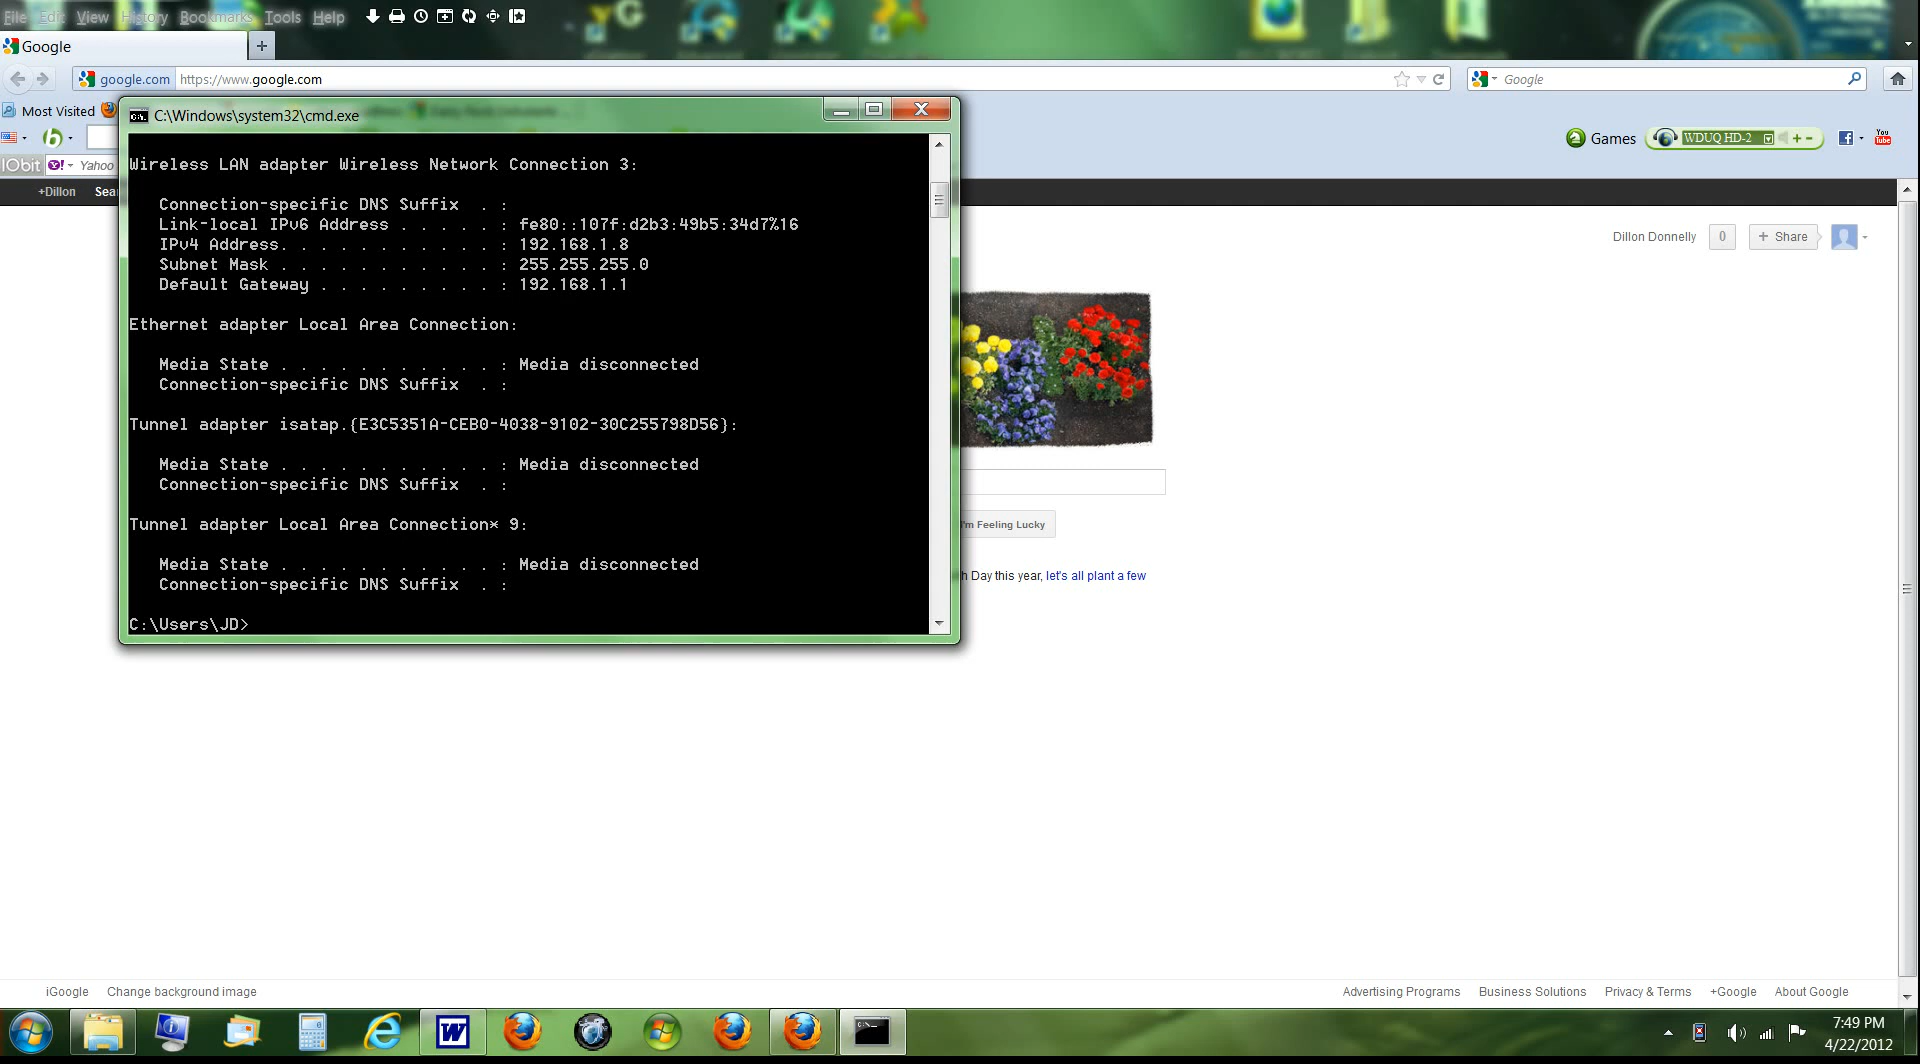 File Edit View History Bookmarks Tools Help
Google
google.com https://www.google.com
Google
Most Visited
C:\Windows\system32\cmd.exe
Games WDUQ HD-2
You Tube
IObit Y! Yahoo
+Dillon Sea
Dillon Donnelly 0 + Share
Wireless LAN adapter Wireless Network Connection 3:
Connection-specific DNS Suffix . :
Link-local IPv6 Address . . . . . : fe80::107f:d2b3:49b5:34d7%16
IPv4 Address. . . . . . . . . . . : 192.168.1.8
Subnet Mask . . . . . . . . . . . : 255.255.255.0
Default Gateway . . . . . . . . . : 192.168.1.1
Ethernet adapter Local Area Connection:
Media State . . . . . . . . . . . : Media disconnected
Connection-specific DNS Suffix . :
Tunnel adapter isatap.{E3C5351A-CEB0-4038-9102-30C255798D56}:
Media State . . . . . . . . . . . : Media disconnected
Connection-specific DNS Suffix . :
Tunnel adapter Local Area Connection* 9:
Media State . . . . . . . . . . . : Media disconnected
Connection-specific DNS Suffix . :
C:\Users\JD>
I'm Feeling Lucky
h Day this year, let's all plant a few
iGoogle Change background image
Advertising Programs Business Solutions Privacy & Terms +Google About Google
7:49 PM
4/22/2012